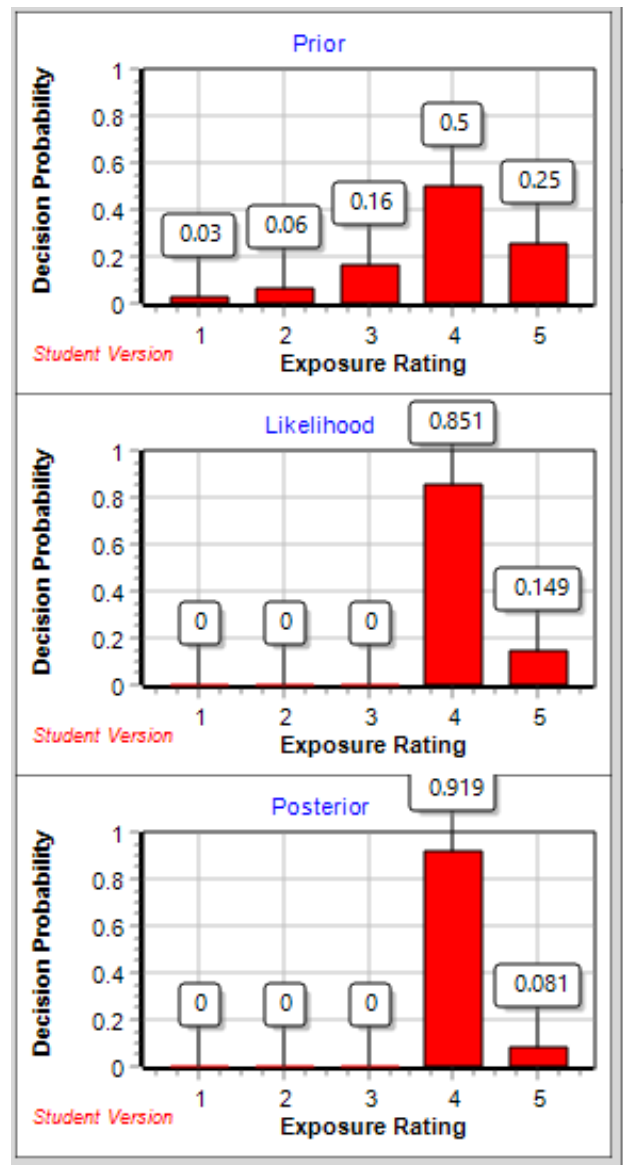 Prior
Decision Probability
1
0.8
0.6
0.4
0.2
0
0.03
0.06
0.16
0.5
0.25
1 2 3 4 5
Student Version
Exposure Rating
Likelihood
Decision Probability
1
0.8
0.6
0.4
0.2
0
0
0
0
0.851
0.149
1 2 3 4 5
Student Version
Exposure Rating
Posterior
Decision Probability
1
0.8
0.6
0.4
0.2
0
0
0
0
0.919
0.081
1 2 3 4 5
Student Version
Exposure Rating